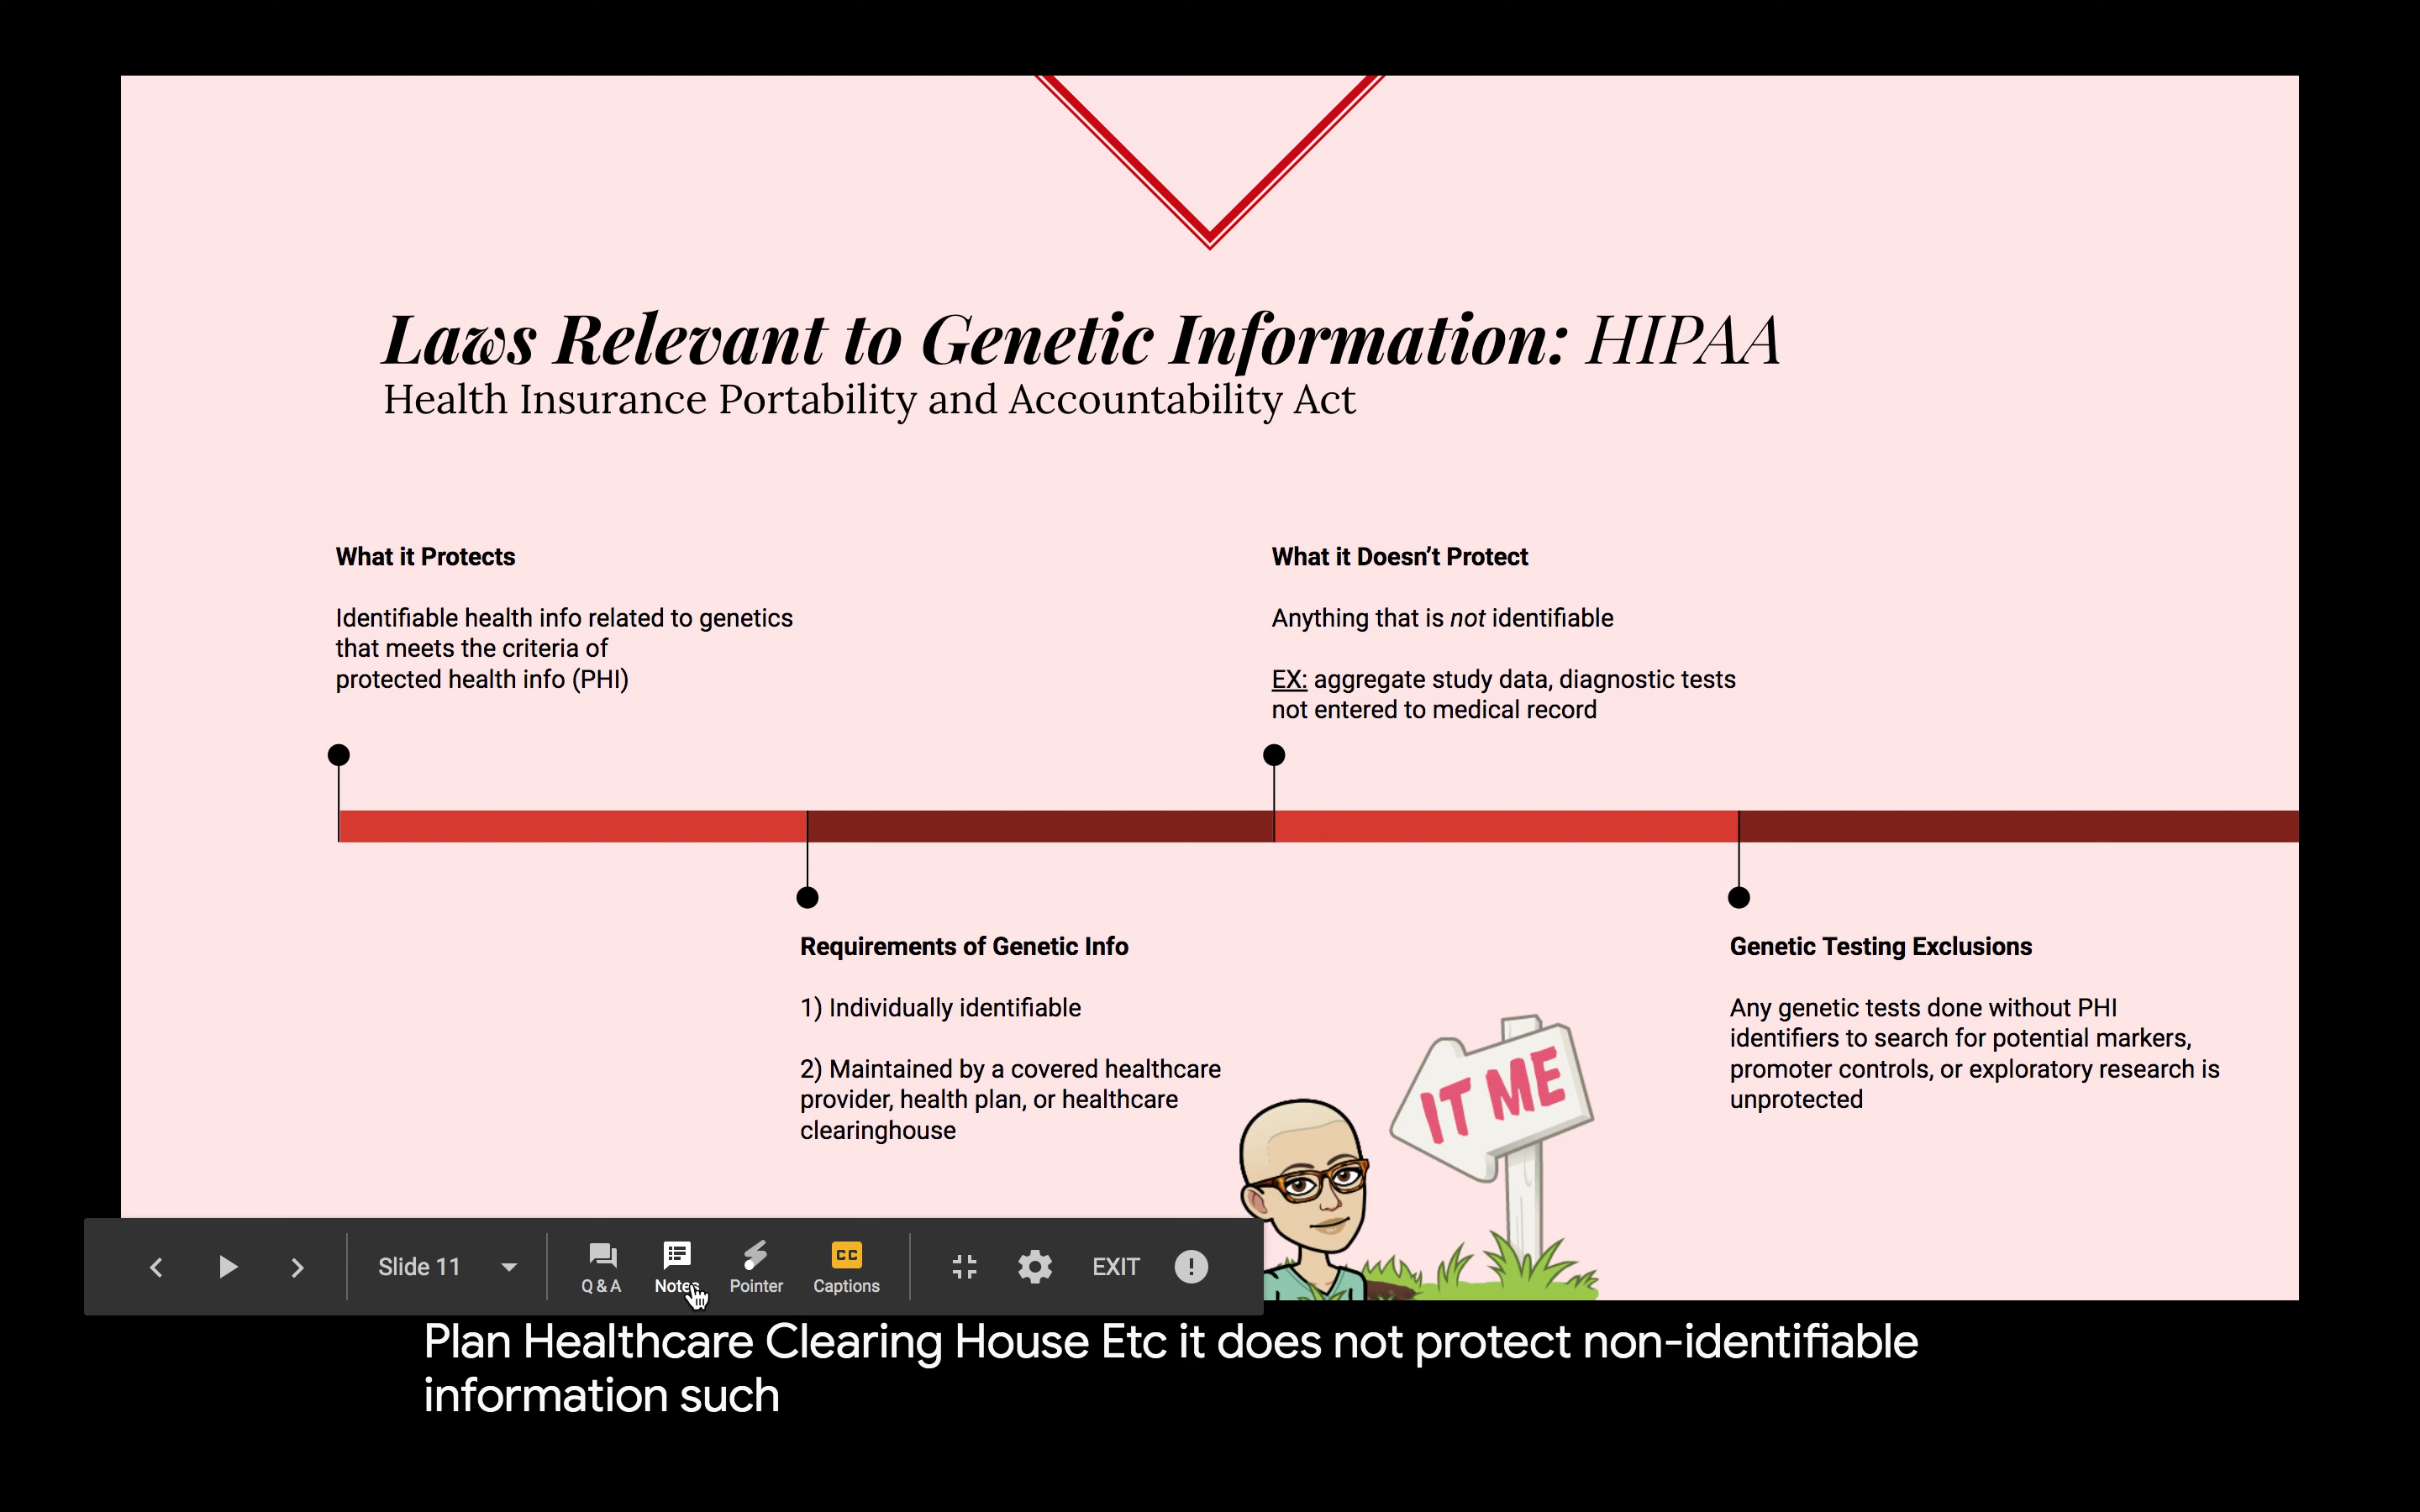 Laws Relevant to Genetic Information: HIPAA
Health Insurance Portability and Accountability Act
What it Protects
Identifiable health info related to genetics
that meets the criteria of
protected health info (PHI)
What it Doesn't Protect
Anything that is not identifiable
EX: aggregate study data, diagnostic tests
not entered to medical record
Requirements of Genetic Info
1) Individually identifiable
2) Maintained by a covered healthcare
provider, health plan, or healthcare
clearinghouse
IT ME
Genetic Testing Exclusions
Any genetic tests done without PHI
identifiers to search for potential markers,
promoter controls, or exploratory research is
unprotected
Slide 11
Q & A
Notes
Pointer
CC
Captions
EXIT
Plan Healthcare Clearing House Etc it does not protect non-identifiable
information such